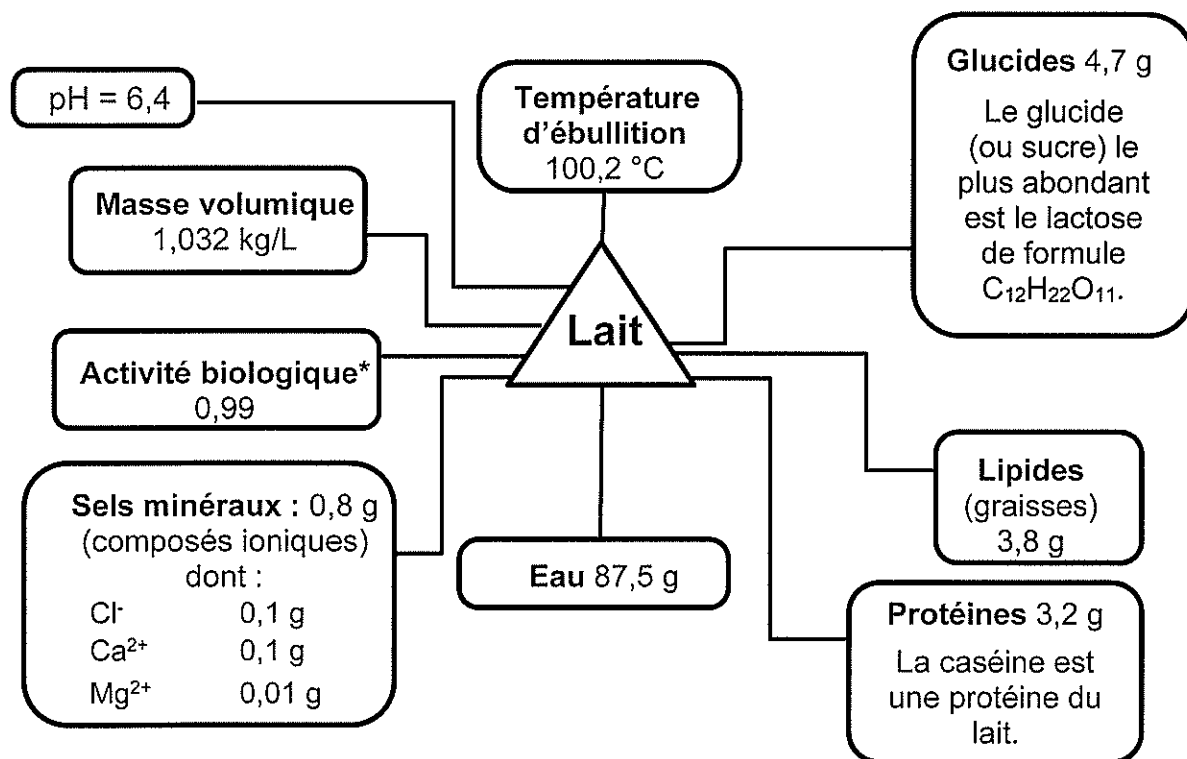 pH = 6,4
Température
d'ébullition
100,2 °C
Glucides 4,7 g
Le glucide
(ou sucre) le
plus abondant
est le lactose
de formule
C₁₂H₂₂O₁₁.
Masse volumique
1,032 kg/L
Lait
Activité biologique*
0,99
Sels minéraux : 0,8 g
(composés ioniques)
dont :
Cl⁻ 0,1 g
Ca²⁺ 0,1 g
Mg²⁺ 0,01 g
Eau 87,5 g
Lipides
(graisses)
3,8 g
Protéines 3,2 g
La caséine est
une protéine du
lait.